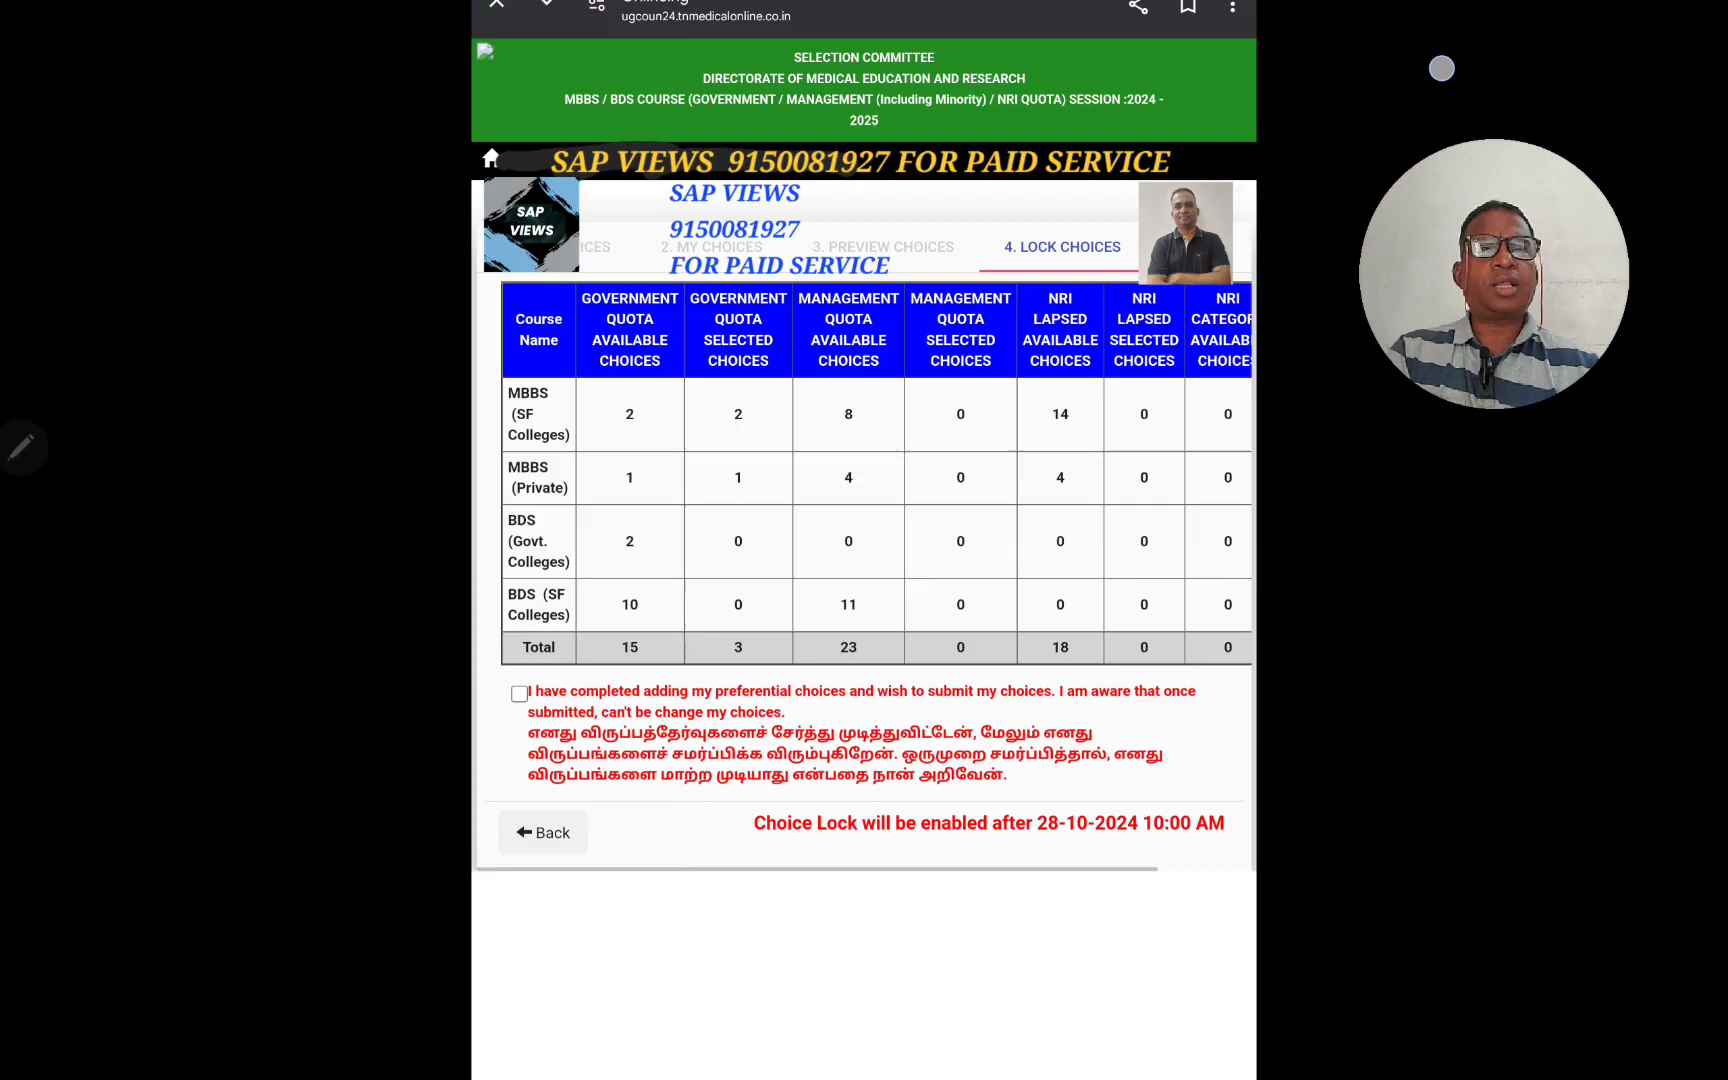 ugcoun24.tnmedicalonline.co.in
SELECTION COMMITTEE
DIRECTORATE OF MEDICAL EDUCATION AND RESEARCH
MBBS / BDS COURSE (GOVERNMENT / MANAGEMENT (Including Minority) / NRI QUOTA) SESSION :2024 -
2025
SAP VIEWS 9150081927 FOR PAID SERVICE
SAP
VIEWS
SAP VIEWS
9150081927
FOR PAID SERVICE
2. MY CHOICES 3. PREVIEW CHOICES 4. LOCK CHOICES
Course Name GOVERNMENT QUOTA AVAILABLE CHOICES GOVERNMENT QUOTA SELECTED CHOICES MANAGEMENT QUOTA AVAILABLE CHOICES MANAGEMENT QUOTA SELECTED CHOICES NRI LAPSED AVAILABLE CHOICES NRI LAPSED SELECTED CHOICES NRI CATEGOR AVAILAB CHOICES
MBBS (SF Colleges) 2 2 8 0 14 0 0
MBBS (Private) 1 1 4 0 4 0 0
BDS (Govt. Colleges) 2 0 0 0 0 0 0
BDS (SF Colleges) 10 0 11 0 0 0 0
Total 15 3 23 0 18 0 0
I have completed adding my preferential choices and wish to submit my choices. I am aware that once
submitted, can't be change my choices.
எனது விருப்பத்தேர்வுகளைச் சேர்த்து முடித்துவிட்டேன், மேலும் எனது
விருப்பங்களைச் சமர்ப்பிக்க விரும்புகிறேன். ஒருமுறை சமர்ப்பித்தால், எனது
விருப்பங்களை மாற்ற முடியாது என்பதை நான் அறிவேன்.
Back
Choice Lock will be enabled after 28-10-2024 10:00 AM